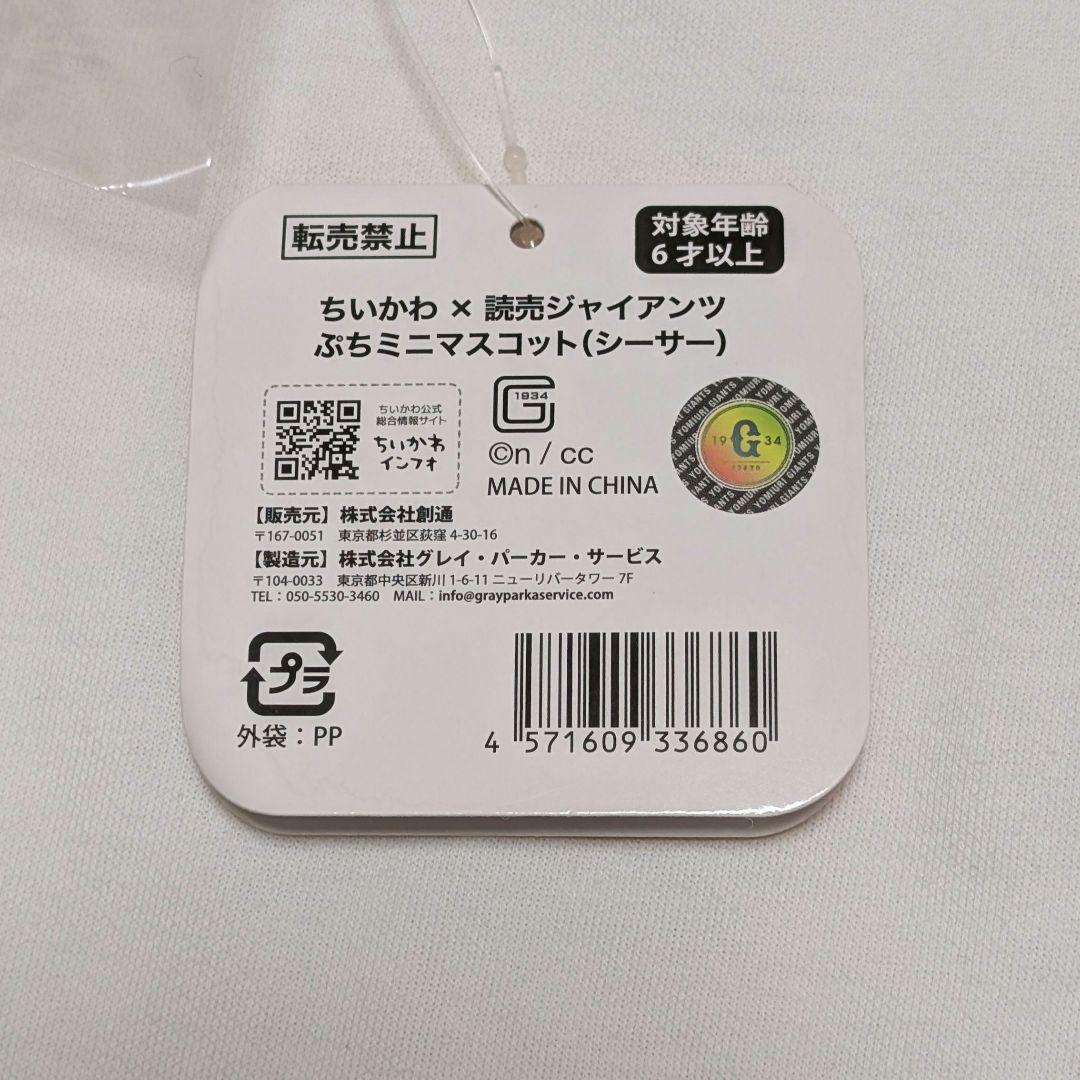 転売禁止
対象年齢
6才以上
ちいかわ × 読売ジャイアンツ
ぷちミニマスコット(シーサー)
ちいかわ公式
総合情報サイト
ちいかわ
インフォ
1934
G
©n / cc
MADE IN CHINA
YOMIURI GIANTS
19 G 34
TOKYO
【販売元】株式会社創通
〒167-0051 東京都杉並区荻窪 4-30-16
【製造元】株式会社グレイ・パーカー・サービス
〒104-0033 東京都中央区新川 1-6-11 ニューリバータワー 7F
TEL：050-5530-3460 MAIL：info@grayparkaservice.com
プラ
外袋：PP
4 571609 336860